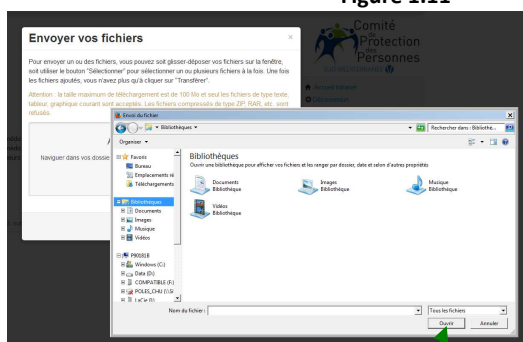 Figure 1.11
Envoyer vos fichiers
×
Comité
de Protection
des Personnes
Pour envoyer un ou des fichiers, vous pouvez soit glisser-déposer vos fichiers sur la fenêtre,
soit utiliser le bouton "Sélectionner" pour sélectionner un ou plusieurs fichiers à la fois. Une fois
les fichiers ajoutés, vous n'avez plus qu'à cliquer sur "Transférer".
Attention : la taille maximum de téléchargement est de 100 Mo et seul les fichiers de type texte,
tableur, graphique courant sont acceptés. Les fichiers compressés de type ZIP, RAR, etc. sont
refusés.
Naviguer dans vos dossie
Envoi du fichier
Bibliothèques
Rechercher dans : Bibliothè...
Organiser
Favoris
Bureau
Emplacements ré
Téléchargements
Bibliothèques
Documents
Images
Musique
Vidéos
P80181B
Windows (C:)
Data (D:)
COMPATIBLE (F:)
POLES_CHU (\\S
LaCie (I:)
Bibliothèques
Ouvrir une bibliothèque pour afficher vos fichiers et les ranger par dossier, date et selon d'autres propriétés
Documents
Bibliothèque
Images
Bibliothèque
Musique
Bibliothèque
Vidéos
Bibliothèque
Nom du fichier :
Tous les fichiers
Ouvrir
Annuler